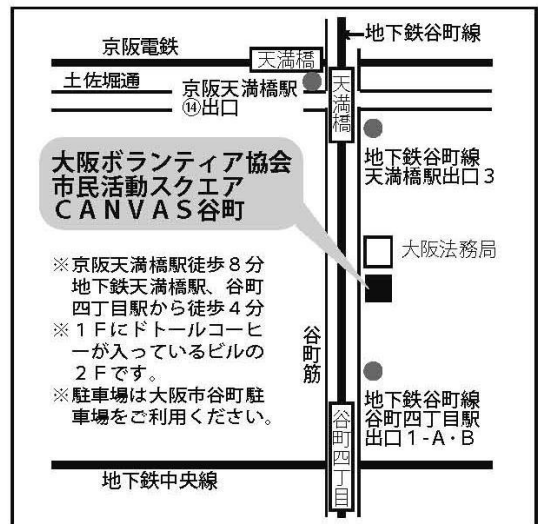 地下鉄谷町線
京阪電鉄
天満橋
土佐堀通
京阪天満橋駅
⑭出口
天満橋
地下鉄谷町線
天満橋駅出口3
大阪ボランティア協会
市民活動スクエア
CANVAS谷町
大阪法務局
※京阪天満橋駅徒歩8分
地下鉄天満橋駅、谷町
四丁目駅から徒歩4分
※1Fにドトールコーヒ
ーが入っているビルの
2Fです。
※駐車場は大阪市谷町駐
車場をご利用ください。
谷町筋
地下鉄谷町線
谷町四丁目駅
出口1-A・B
谷町四丁目
地下鉄中央線